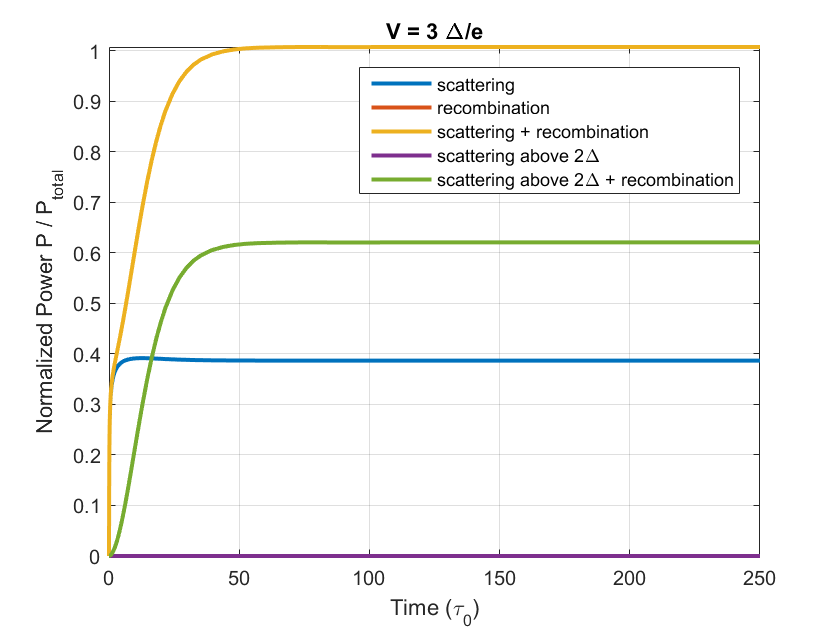 V = 3 Δ/e
1
0.9
0.8
0.7
0.6
0.5
0.4
0.3
0.2
0.1
0
Normalized Power P / P_total
scattering
recombination
scattering + recombination
scattering above 2Δ
scattering above 2Δ + recombination
0 50 100 150 200 250
Time (τ_0)